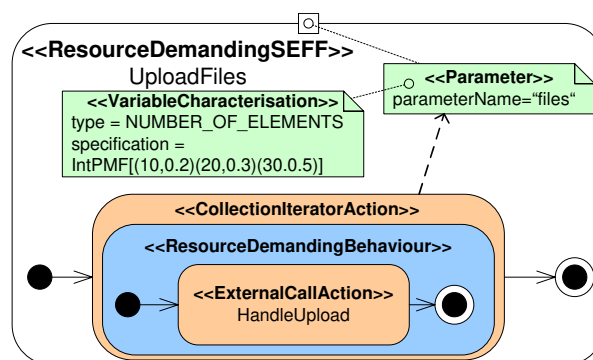 <<ResourceDemandingSEFF>>
UploadFiles
<<Parameter>>
parameterName=“files“
<<VariableCharacterisation>>
type = NUMBER_OF_ELEMENTS
specification =
IntPMF[(10,0.2)(20,0.3)(30.0.5)]
<<CollectionIteratorAction>>
<<ResourceDemandingBehaviour>>
<<ExternalCallAction>>
HandleUpload